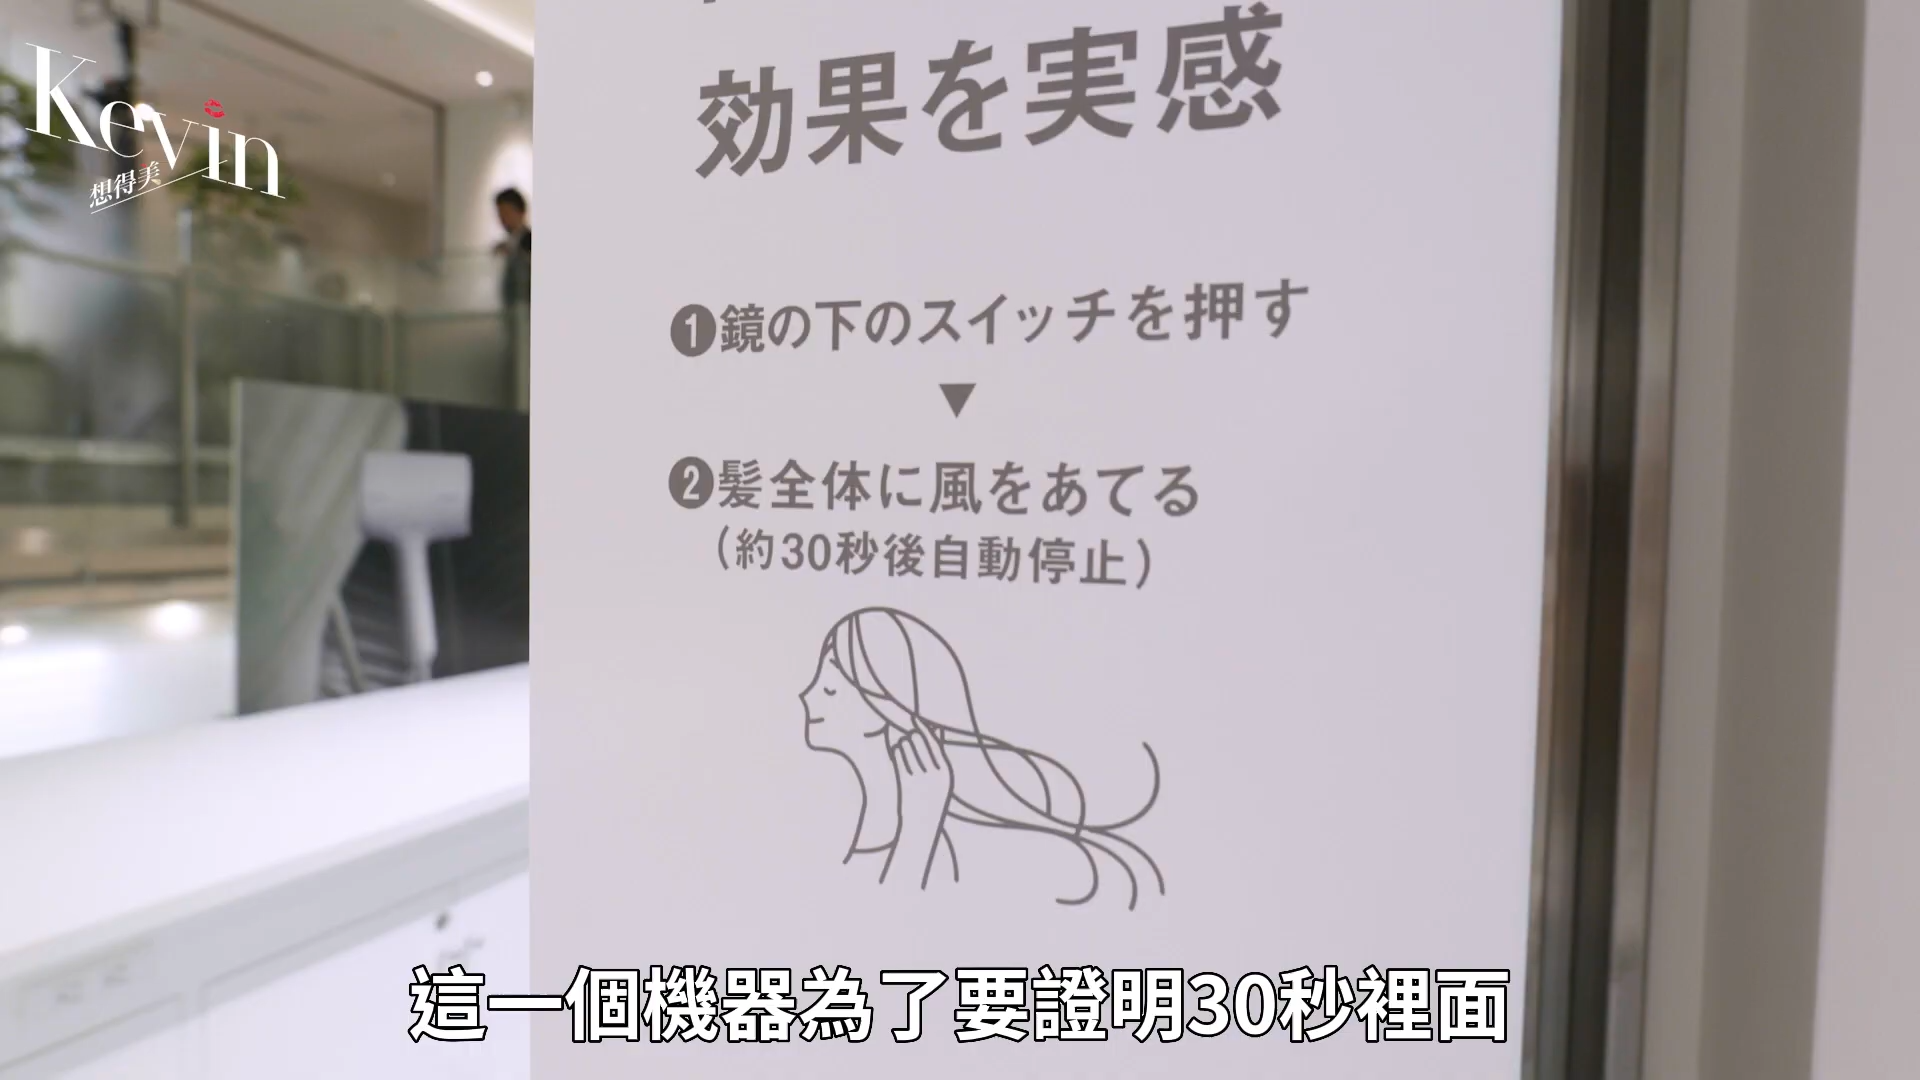 Kevin
想得美
効果を実感
❶鏡の下のスイッチを押す
▼
❷髪全体に風をあてる
(約30秒後自動停止)
這一個機器為了要證明30秒裡面